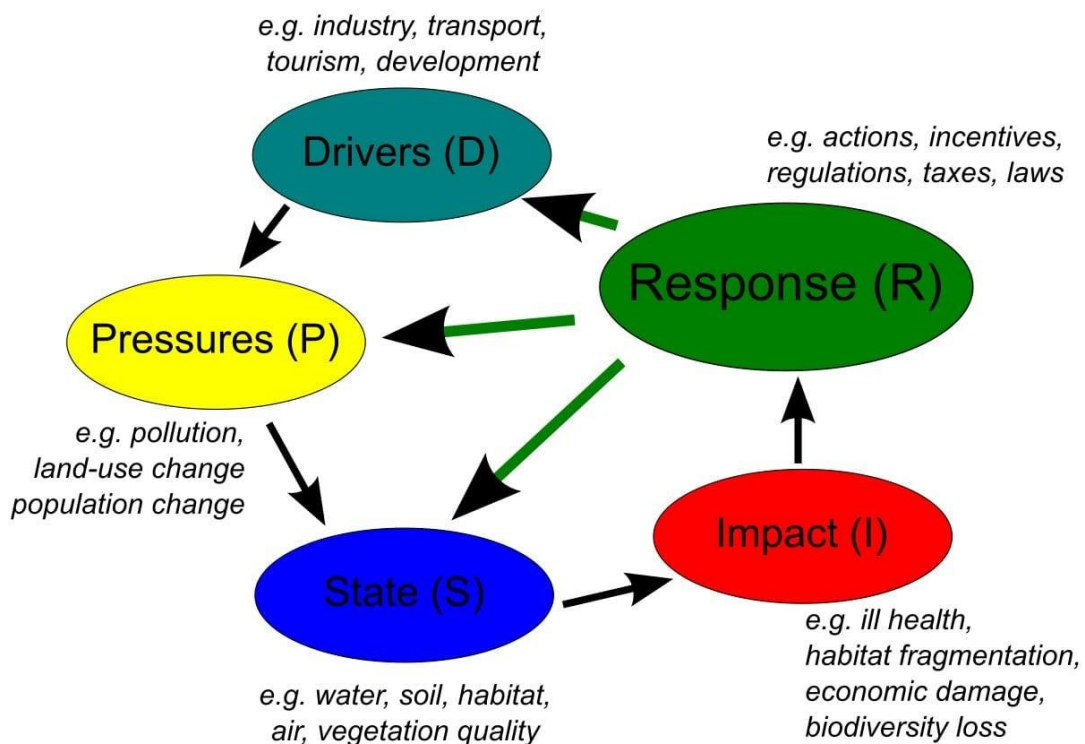 e.g. industry, transport,
tourism, development
Drivers (D)
e.g. actions, incentives,
regulations, taxes, laws
Response (R)
Pressures (P)
e.g. pollution,
land-use change
population change
Impact (I)
State (S)
e.g. ill health,
habitat fragmentation,
economic damage,
biodiversity loss
e.g. water, soil, habitat,
air, vegetation quality